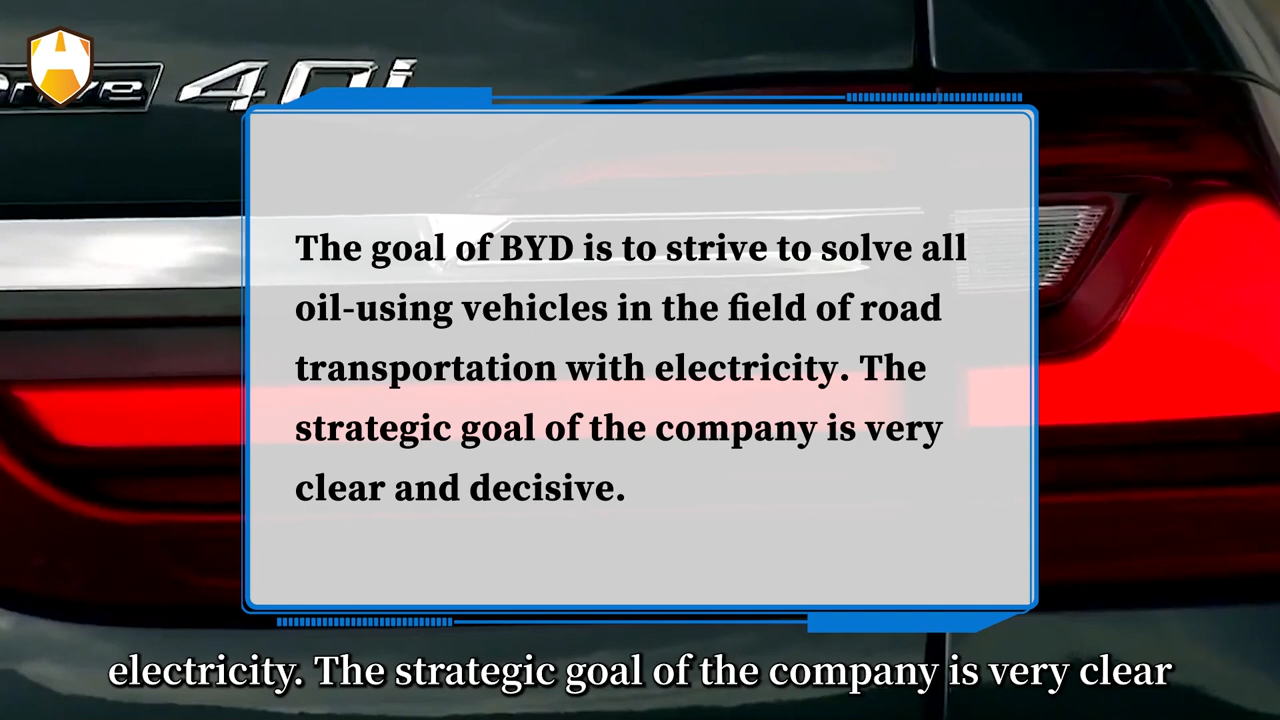 rive 40i
The goal of BYD is to strive to solve all
oil-using vehicles in the field of road
transportation with electricity. The
strategic goal of the company is very
clear and decisive.
electricity. The strategic goal of the company is very clear